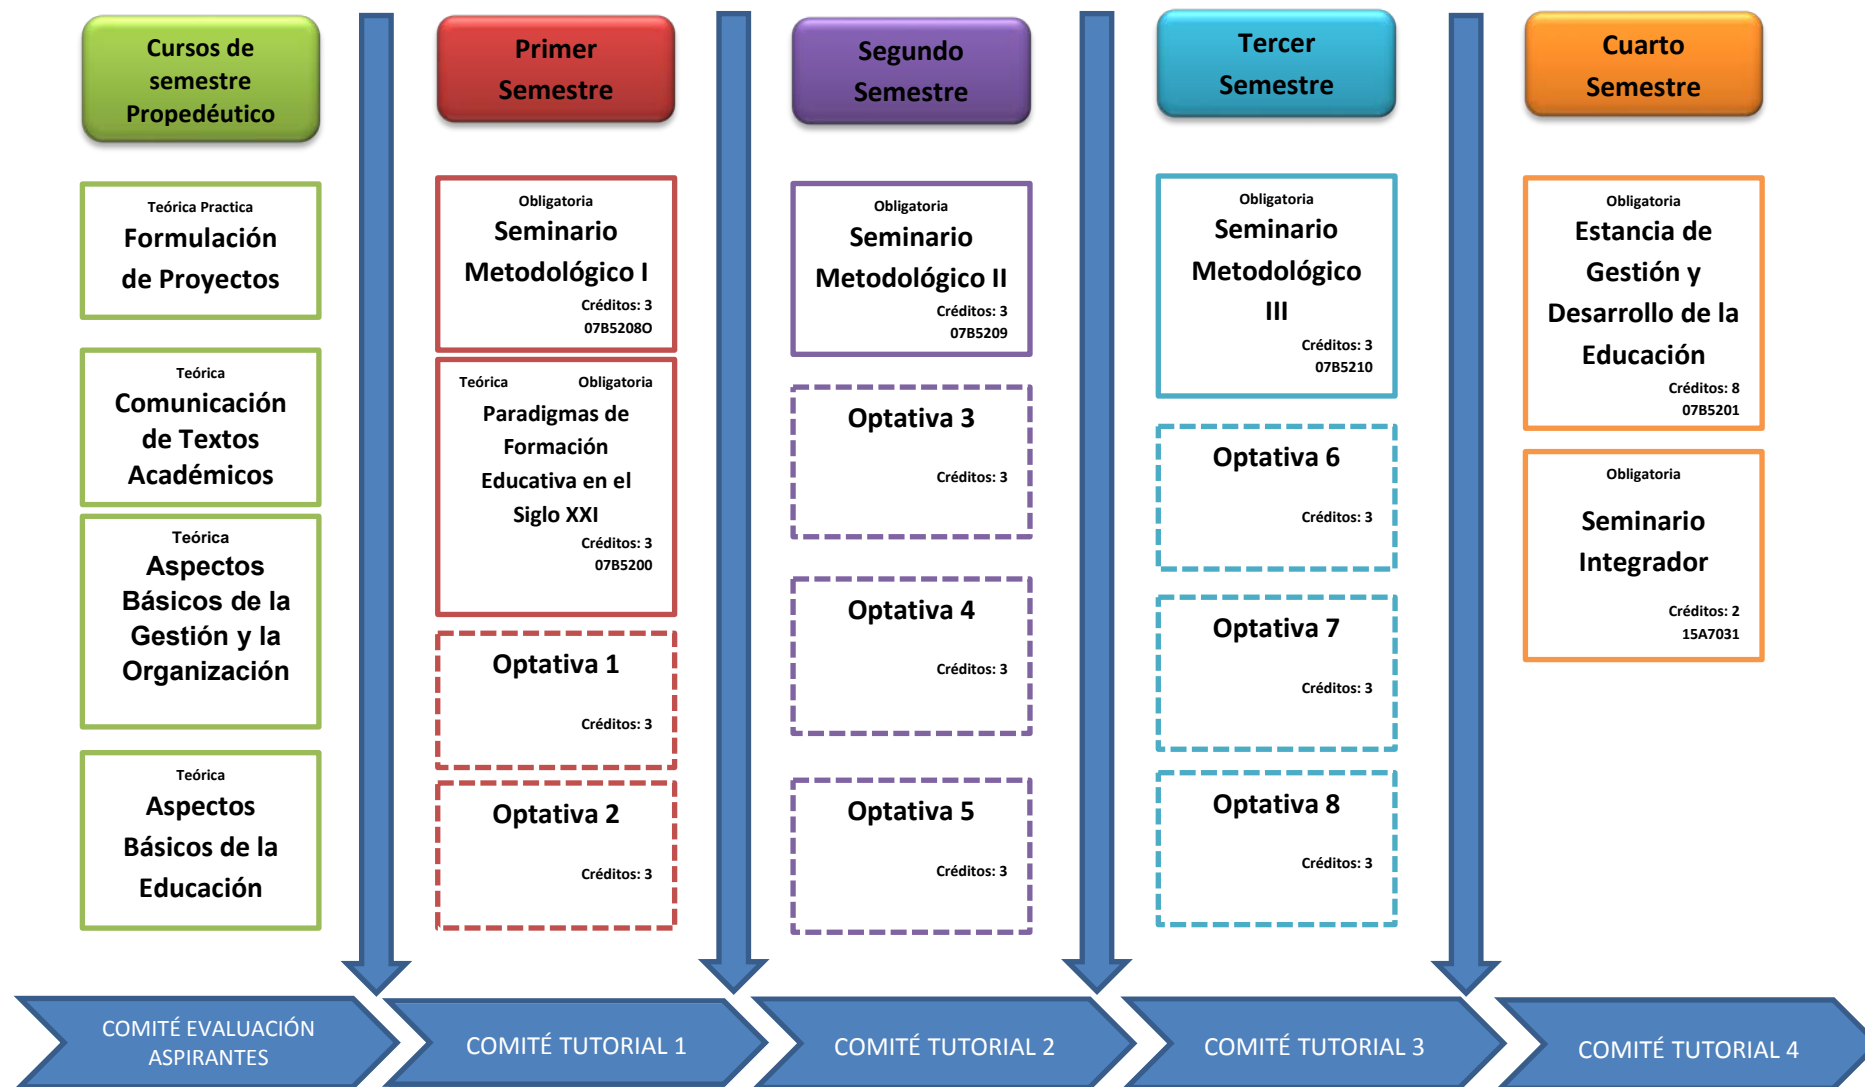 Cursos de
semestre
Propedéutico
Teórica Practica
Formulación
de Proyectos
Teórica
Comunicación
de Textos
Académicos
Teórica
Aspectos
Básicos de la
Gestión y la
Organización
Teórica
Aspectos
Básicos de la
Educación
Primer
Semestre
Obligatoria
Seminario
Metodológico I
Créditos: 3
07B5208O
Teórica Obligatoria
Paradigmas de
Formación
Educativa en el
Siglo XXI
Créditos: 3
07B5200
Optativa 1
Créditos: 3
Optativa 2
Créditos: 3
Segundo
Semestre
Obligatoria
Seminario
Metodológico II
Créditos: 3
07B5209
Optativa 3
Créditos: 3
Optativa 4
Créditos: 3
Optativa 5
Créditos: 3
Tercer
Semestre
Obligatoria
Seminario
Metodológico
III
Créditos: 3
07B5210
Optativa 6
Créditos: 3
Optativa 7
Créditos: 3
Optativa 8
Créditos: 3
Cuarto
Semestre
Obligatoria
Estancia de
Gestión y
Desarrollo de la
Educación
Créditos: 8
07B5201
Obligatoria
Seminario
Integrador
Créditos: 2
15A7031
COMITÉ EVALUACIÓN
ASPIRANTES
COMITÉ TUTORIAL 1
COMITÉ TUTORIAL 2
COMITÉ TUTORIAL 3
COMITÉ TUTORIAL 4